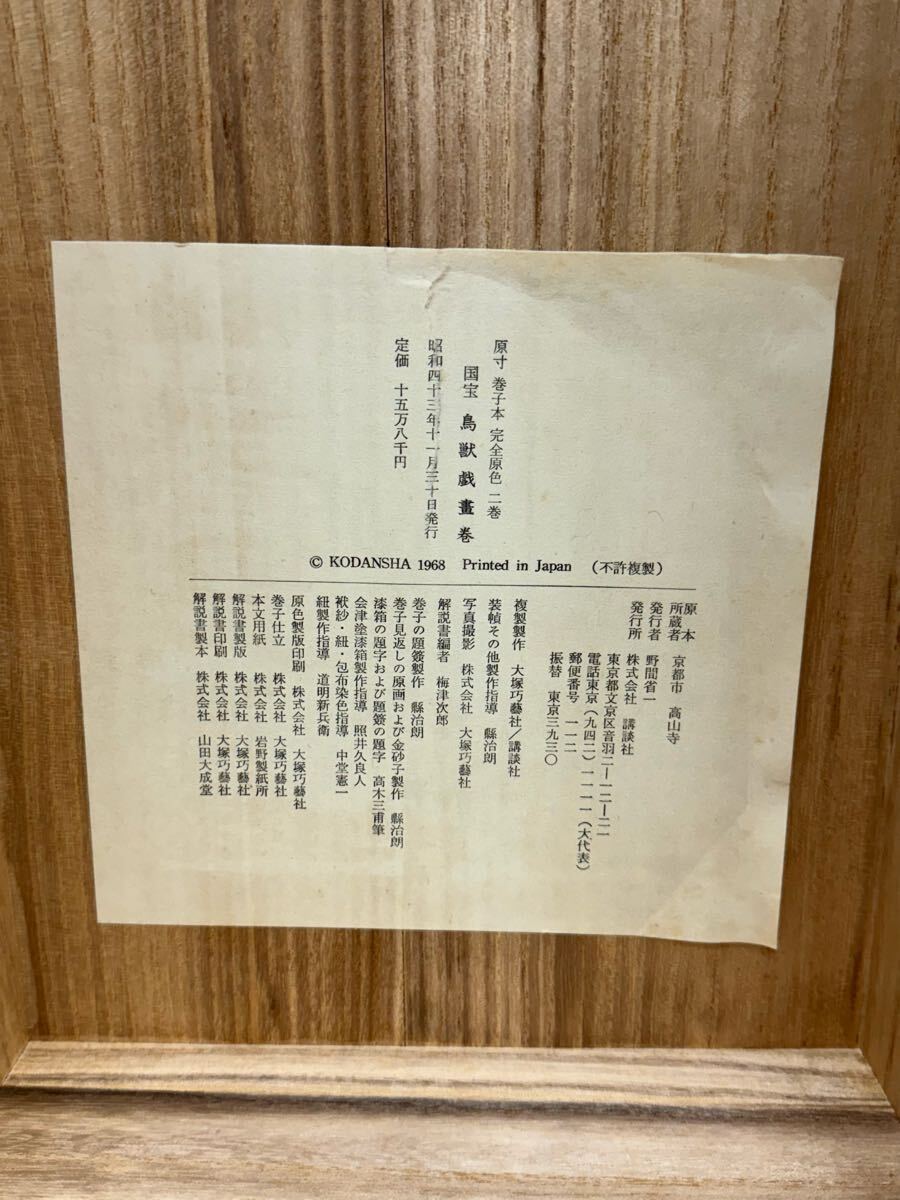 原寸 巻子本 完全原色 二巻
国宝 鳥獣戯畫巻
昭和四十三年十一月三十日発行
定価 十五万八千円
© KODANSHA 1968 Printed in Japan (不許複製)
原本所蔵者 京都市 高山寺
発行者 野間省一
発行所 株式会社 講談社
東京都文京区音羽二ー一二ー二一
電話東京(九四二)一一一一(大代表)
郵便番号 一一二
振替 東京三九三〇
複製製作 大塚巧藝社/講談社
装幀その他製作指導 縣治朗
写真撮影 株式会社 大塚巧藝社
解説書編者 梅津次郎
巻子の題簽製作 縣治朗
巻子見返しの原画および金砂子製作 縣治朗
漆箱の題字および題簽の題字 高木三甫筆
会津塗漆箱製作指導 照井久良人
袱紗・紐・包布染色指導 中堂憲一
紐製作指導 道明新兵衛
原色製版印刷 株式会社 大塚巧藝社
巻子仕立 株式会社 大塚巧藝社
本文用紙 株式会社 岩野製紙所
解説書製版 株式会社 大塚巧藝社
解説書印刷 株式会社 大塚巧藝社
解説書製本 株式会社 山田大成堂